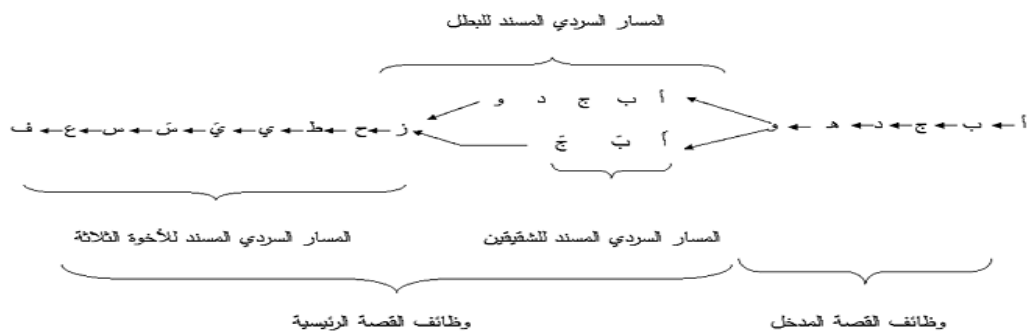 المسار السردي المسند للبطل
أ ب ج د و
أ ب ج د هـ و
ز ح ط ي يَ سَ س ع ف
أَ بَ جَ
المسار السردي المسند للشقيقين
المسار السردي المسند للأخوة الثلاثة
وظائف القصة المدخل
وظائف القصة الرئيسية